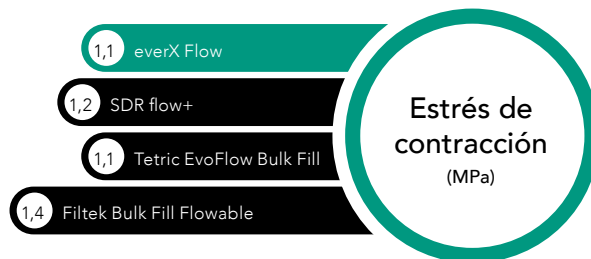 1,1 everX Flow
1,2 SDR flow+
1,1 Tetric EvoFlow Bulk Fill
1,4 Filtek Bulk Fill Flowable
Estrés de
contracción
(MPa)